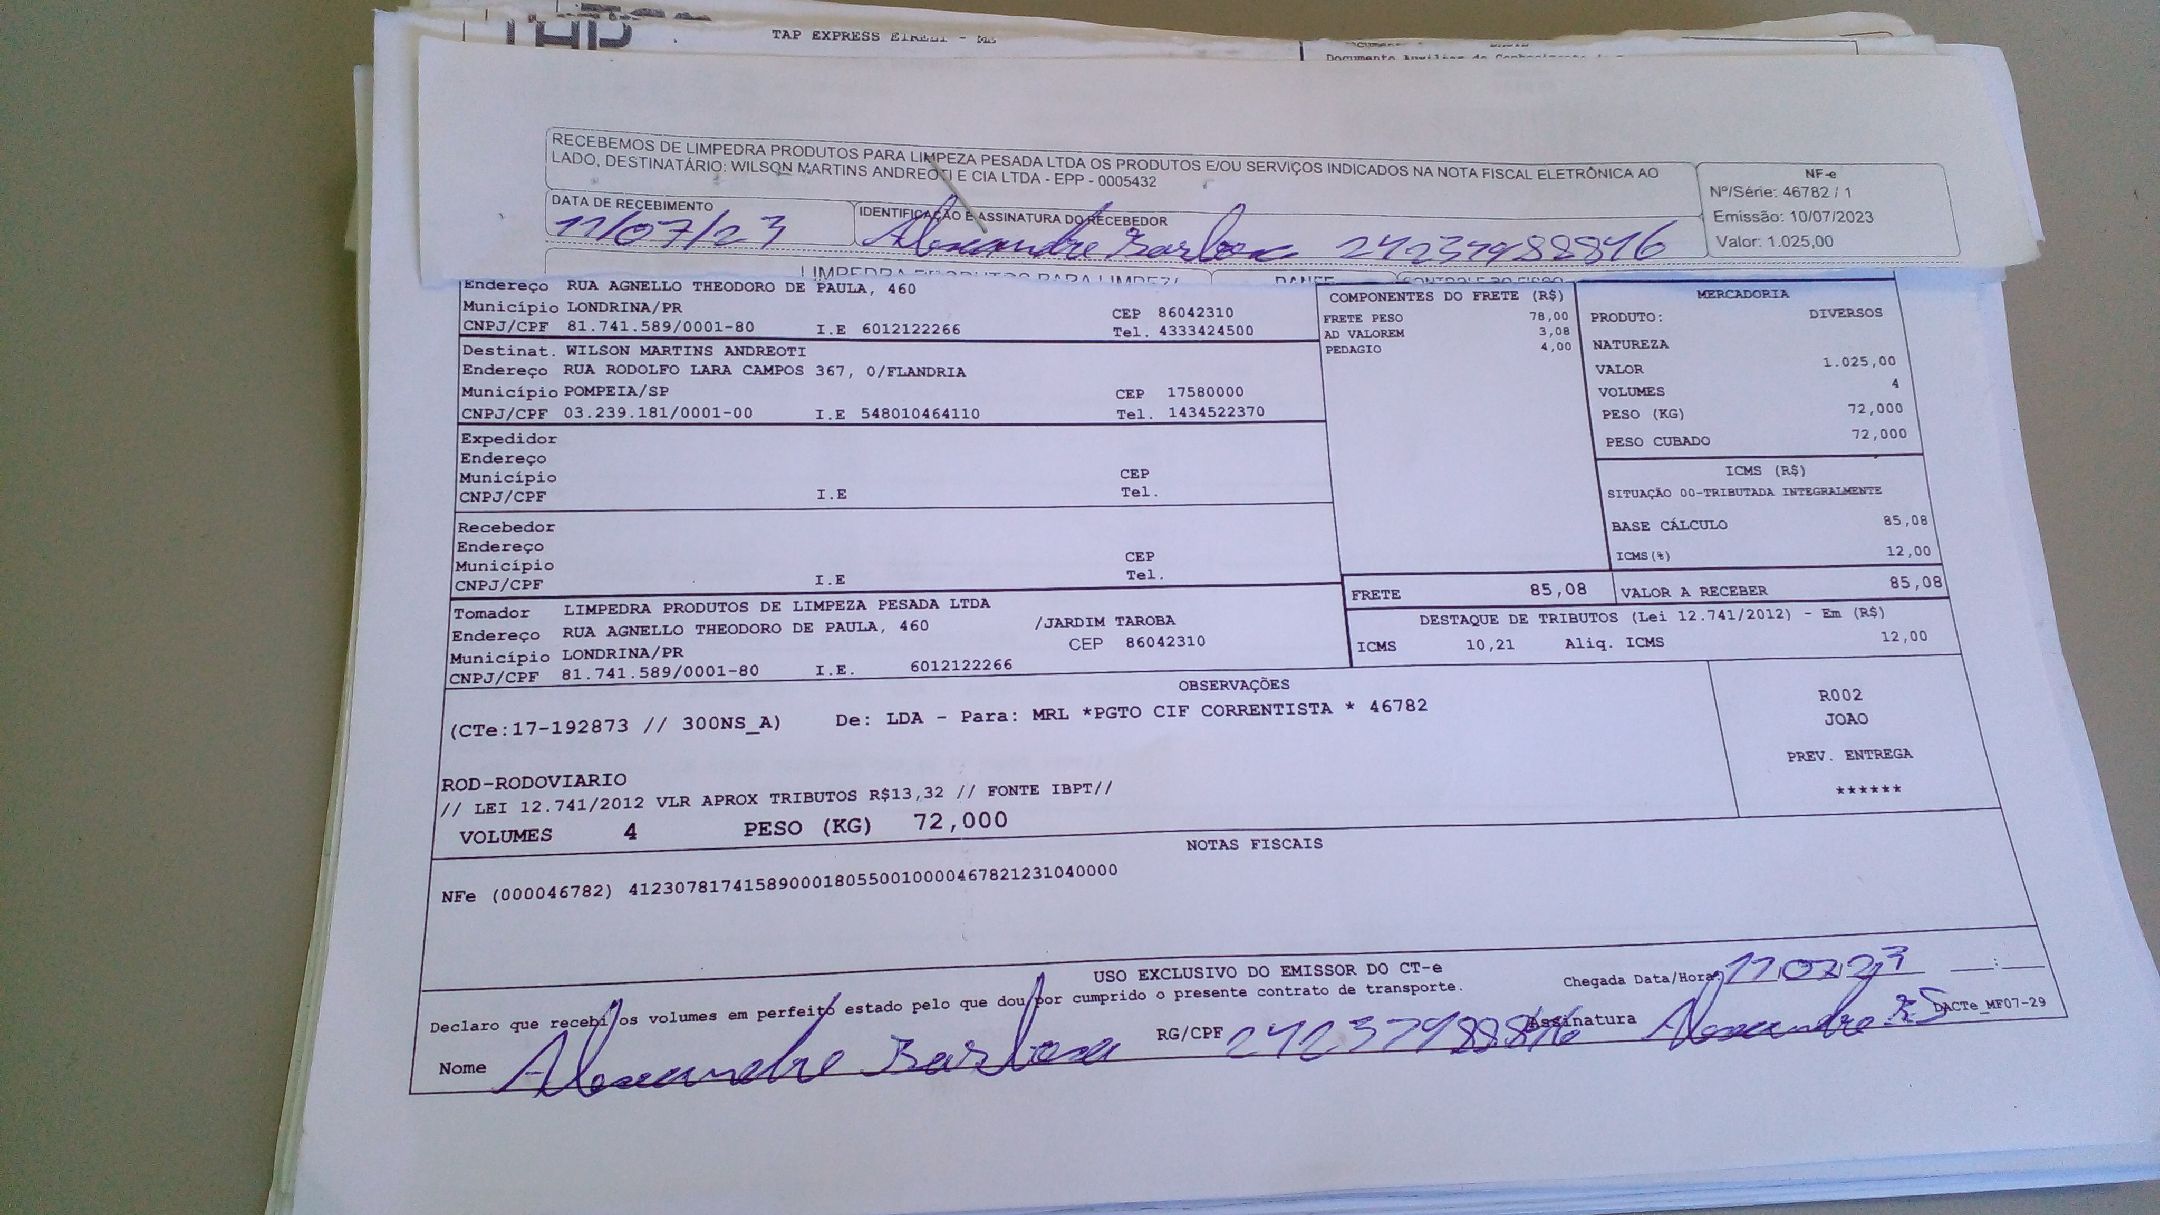 TAP EXPRESS EIRELI - ME
RECEBEMOS DE LIMPEDRA PRODUTOS PARA LIMPEZA PESADA LTDA OS PRODUTOS E/OU SERVIÇOS INDICADOS NA NOTA FISCAL ELETRÔNICA AO
LADO, DESTINATÁRIO: WILSON MARTINS ANDREOTI E CIA LTDA - EPP - 0005432
NF-e
Nº/Série: 46782 / 1
Emissão: 10/07/2023
Valor: 1.025,00
DATA DE RECEBIMENTO
11/07/23
IDENTIFICAÇÃO E ASSINATURA DO RECEBEDOR
Alexandre Barbosa 24237988846
Endereço RUA AGNELLO THEODORO DE PAULA, 460
Município LONDRINA/PR CEP 86042310
CNPJ/CPF 81.741.589/0001-80 I.E 6012122266 Tel. 4333424500
Destinat. WILSON MARTINS ANDREOTI
Endereço RUA RODOLFO LARA CAMPOS 367, 0/FLANDRIA
Município POMPEIA/SP CEP 17580000
CNPJ/CPF 03.239.181/0001-00 I.E 548010464110 Tel. 1434522370
Expedidor
Endereço
Município CEP
CNPJ/CPF I.E Tel.
Recebedor
Endereço
Município CEP
CNPJ/CPF I.E Tel.
Tomador LIMPEDRA PRODUTOS DE LIMPEZA PESADA LTDA
Endereço RUA AGNELLO THEODORO DE PAULA, 460 /JARDIM TAROBA
Município LONDRINA/PR CEP 86042310
CNPJ/CPF 81.741.589/0001-80 I.E. 6012122266
COMPONENTES DO FRETE (R$)
FRETE PESO 78,00
AD VALOREM 3,08
PEDAGIO 4,00
MERCADORIA
PRODUTO: DIVERSOS
NATUREZA
VALOR 1.025,00
VOLUMES 4
PESO (KG) 72,000
PESO CUBADO 72,000
ICMS (R$)
SITUAÇÃO 00-TRIBUTADA INTEGRALMENTE
BASE CÁLCULO 85,08
ICMS(%) 12,00
FRETE 85,08 VALOR A RECEBER 85,08
DESTAQUE DE TRIBUTOS (Lei 12.741/2012) - Em (R$)
ICMS 10,21 Aliq. ICMS 12,00
OBSERVAÇÕES
(CTe:17-192873 // 300NS_A) De: LDA - Para: MRL *PGTO CIF CORRENTISTA * 46782
ROD-RODOVIARIO
// LEI 12.741/2012 VLR APROX TRIBUTOS R$13,32 // FONTE IBPT//
VOLUMES 4 PESO (KG) 72,000
R002
JOAO
PREV. ENTREGA
******
NOTAS FISCAIS
NFe (000046782) 41230781741589000180550010000467821231040000
USO EXCLUSIVO DO EMISSOR DO CT-e
Declaro que recebi os volumes em perfeito estado pelo que dou por cumprido o presente contrato de transporte.
Chegada Data/Hora: 11/07/23 __:__
Nome Alexandre Barbosa RG/CPF 24237988846 Assinatura Alexandre
DACTe_MF07-29